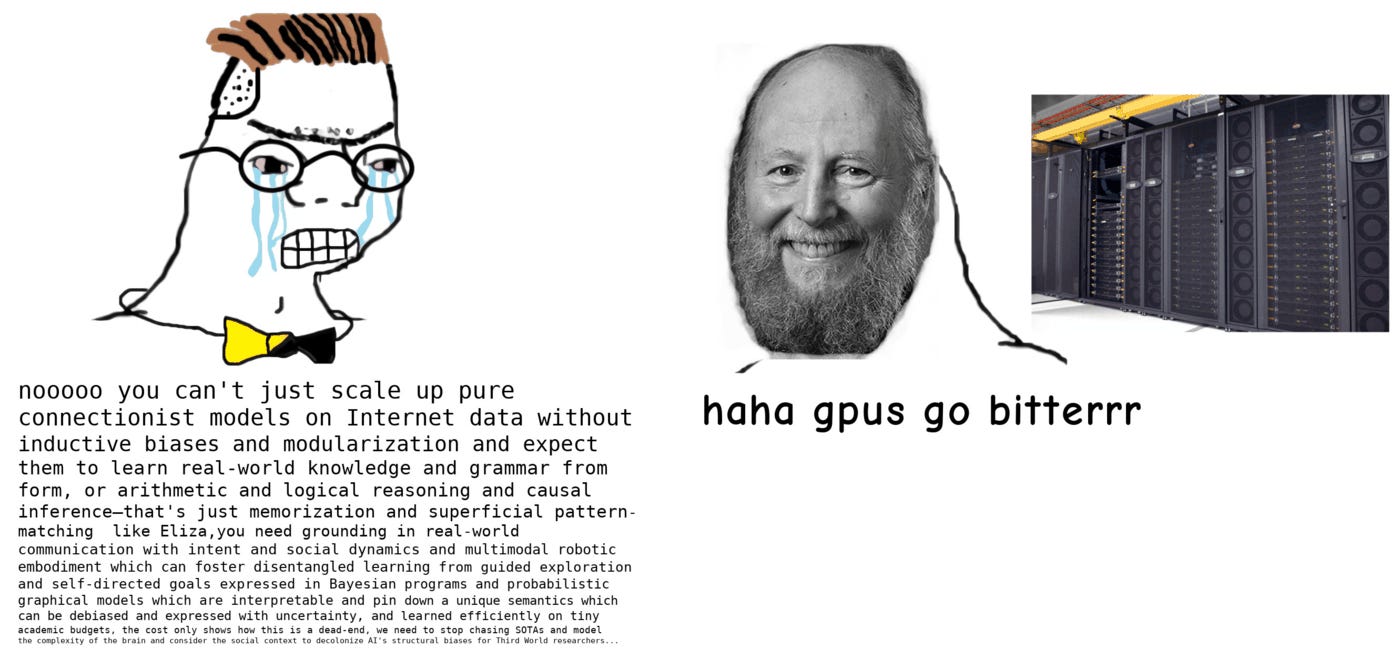 nooooo you can't just scale up pure
connectionist models on Internet data without
inductive biases and modularization and expect
them to learn real-world knowledge and grammar from
form, or arithmetic and logical reasoning and causal
inference—that's just memorization and superficial pattern-
matching  like Eliza,you need grounding in real-world
communication with intent and social dynamics and multimodal robotic
embodiment which can foster disentangled learning from guided exploration
and self-directed goals expressed in Bayesian programs and probabilistic
graphical models which are interpretable and pin down a unique semantics which
can be debiased and expressed with uncertainty, and learned efficiently on tiny
academic budgets, the cost only shows how this is a dead-end, we need to stop chasing SOTAs and model
the complexity of the brain and consider the social context to decolonize AI's structural biases for Third World researchers...
haha gpus go bitterrr